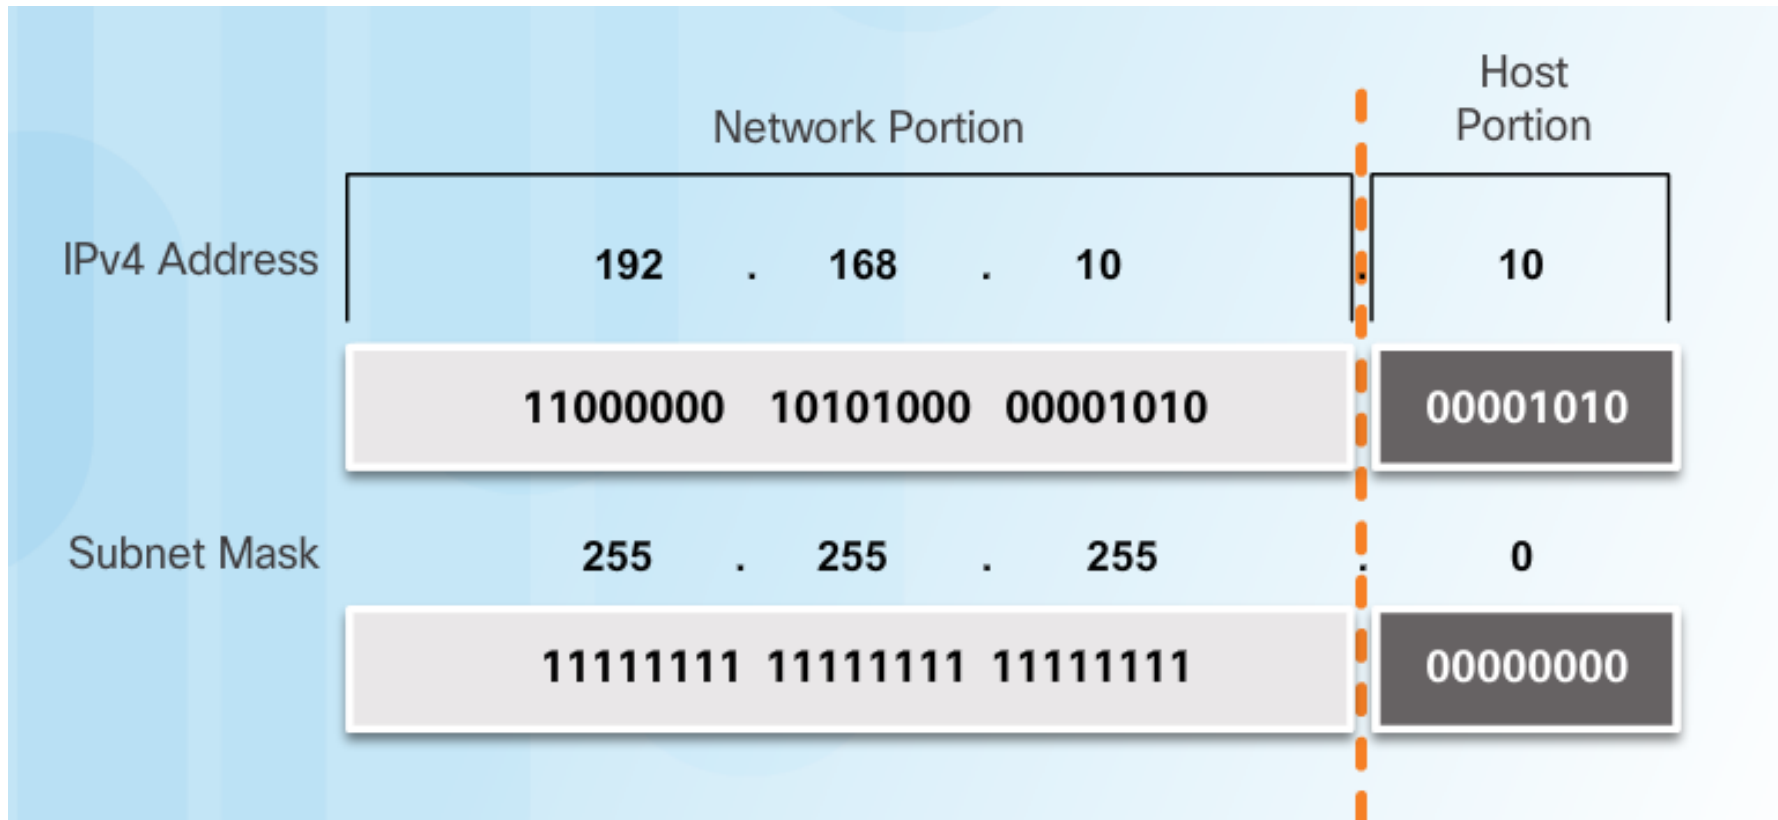 Network Portion
Host
Portion
IPv4 Address 192 . 168 . 10 . 10
11000000 10101000 00001010 00001010
Subnet Mask 255 . 255 . 255 . 0
11111111 11111111 11111111 00000000